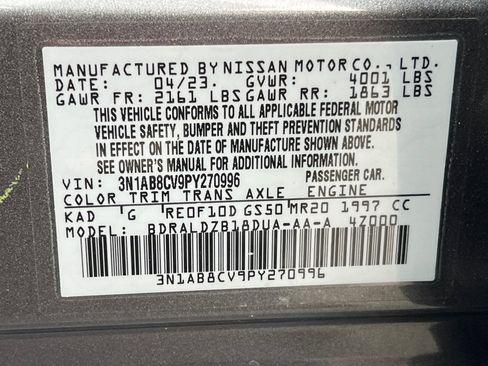 MANUFACTURED BY NISSAN MOTOR CO., LTD.
DATE: 04/23. GVWR: 4001 LBS
GAWR FR: 2161 LBS GAWR RR: 1863 LBS
THIS VEHICLE CONFORMS TO ALL APPLICABLE FEDERAL MOTOR
VEHICLE SAFETY, BUMPER AND THEFT PREVENTION STANDARDS
IN EFFECT ON THE DATE OF MANUFACTURE SHOWN ABOVE.
SEE OWNER'S MANUAL FOR ADDITIONAL INFORMATION.
VIN: 3N1AB8CV9PY270996 PASSENGER CAR.
COLOR TRIM TRANS AXLE ENGINE
KAD G RE0F10D GS50 MR20 1997 CC
MODEL: BDRALDZB18DUA-AA-A 4Z000
3N1AB8CV9PY270996